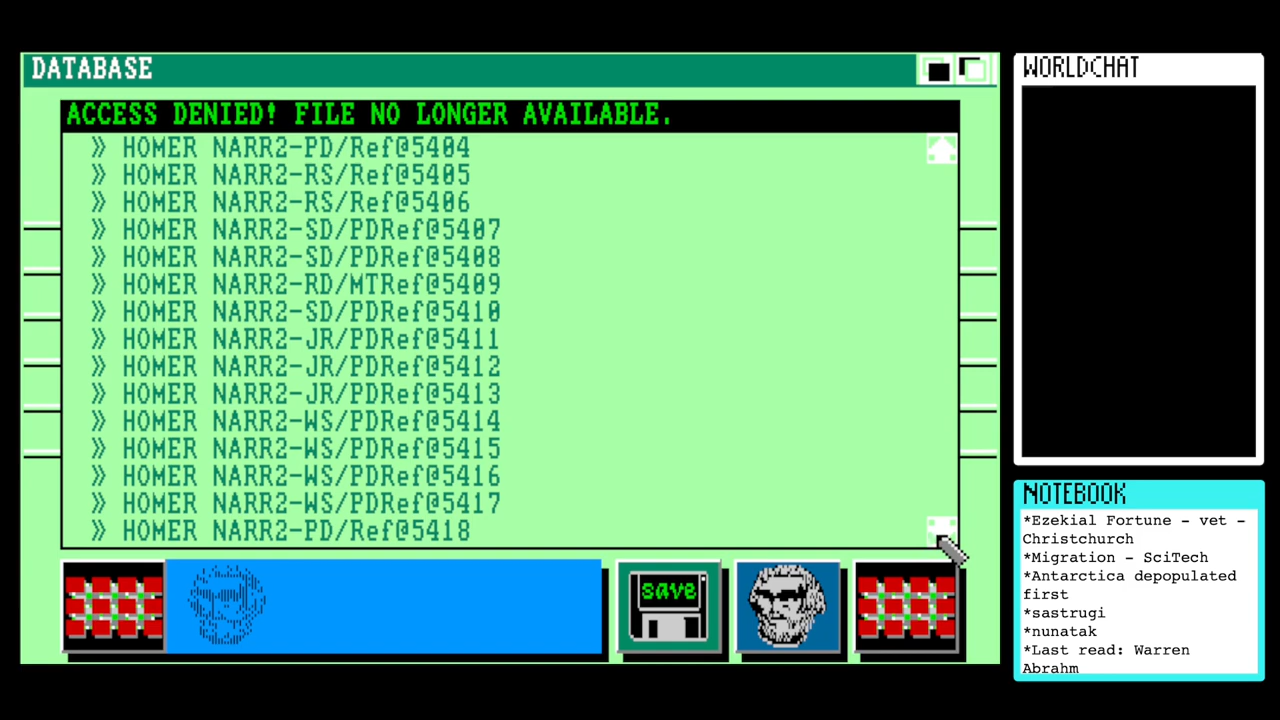 DATABASE
ACCESS DENIED! FILE NO LONGER AVAILABLE.
» HOMER NARR2-PD/Ref@5404
» HOMER NARR2-RS/Ref@5405
» HOMER NARR2-RS/Ref@5406
» HOMER NARR2-SD/PDRef@5407
» HOMER NARR2-SD/PDRef@5408
» HOMER NARR2-RD/MTRef@5409
» HOMER NARR2-SD/PDRef@5410
» HOMER NARR2-JR/PDRef@5411
» HOMER NARR2-JR/PDRef@5412
» HOMER NARR2-JR/PDRef@5413
» HOMER NARR2-WS/PDRef@5414
» HOMER NARR2-WS/PDRef@5415
» HOMER NARR2-WS/PDRef@5416
» HOMER NARR2-WS/PDRef@5417
» HOMER NARR2-PD/Ref@5418
save
WORLDCHAT
NOTEBOOK
*Ezekial Fortune - vet -
Christchurch
*Migration - SciTech
*Antarctica depopulated
first
*sastrugi
*nunatak
*Last read: Warren
Abrahm